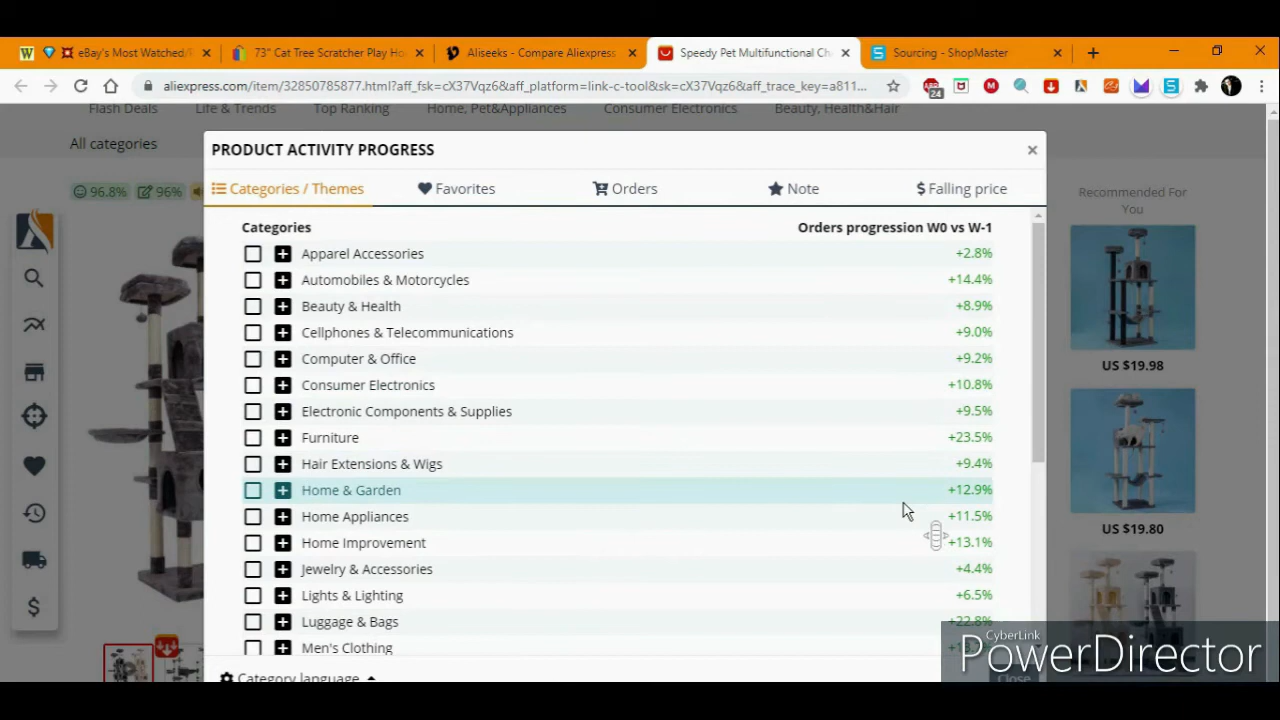 eBay's Most Watched/
73" Cat Tree Scratcher Play Ho
Aliseeks - Compare Aliexpress
Speedy Pet Multifunctional Ch
Sourcing - ShopMaster
aliexpress.com/item/32850785877.html?aff_fsk=cX37Vqz6&aff_platform=link-c-tool&sk=cX37Vqz6&aff_trace_key=a811...
24
Flash Deals
Life & Trends
Top Ranking
Home, Pet&Appliances
Consumer Electronics
Beauty, Health&Hair
All categories
96.8% 96%
PRODUCT ACTIVITY PROGRESS
Categories / Themes
Favorites
Orders
Note
Falling price
Categories Orders progression W0 vs W-1
Apparel Accessories +2.8%
Automobiles & Motorcycles +14.4%
Beauty & Health +8.9%
Cellphones & Telecommunications +9.0%
Computer & Office +9.2%
Consumer Electronics +10.8%
Electronic Components & Supplies +9.5%
Furniture +23.5%
Hair Extensions & Wigs +9.4%
Home & Garden +12.9%
Home Appliances +11.5%
Home Improvement +13.1%
Jewelry & Accessories +4.4%
Lights & Lighting +6.5%
Luggage & Bags +22.8%
Men's Clothing
Category language
Close
Recommended For
You
US $19.98
US $19.80
CyberLink
PowerDirector